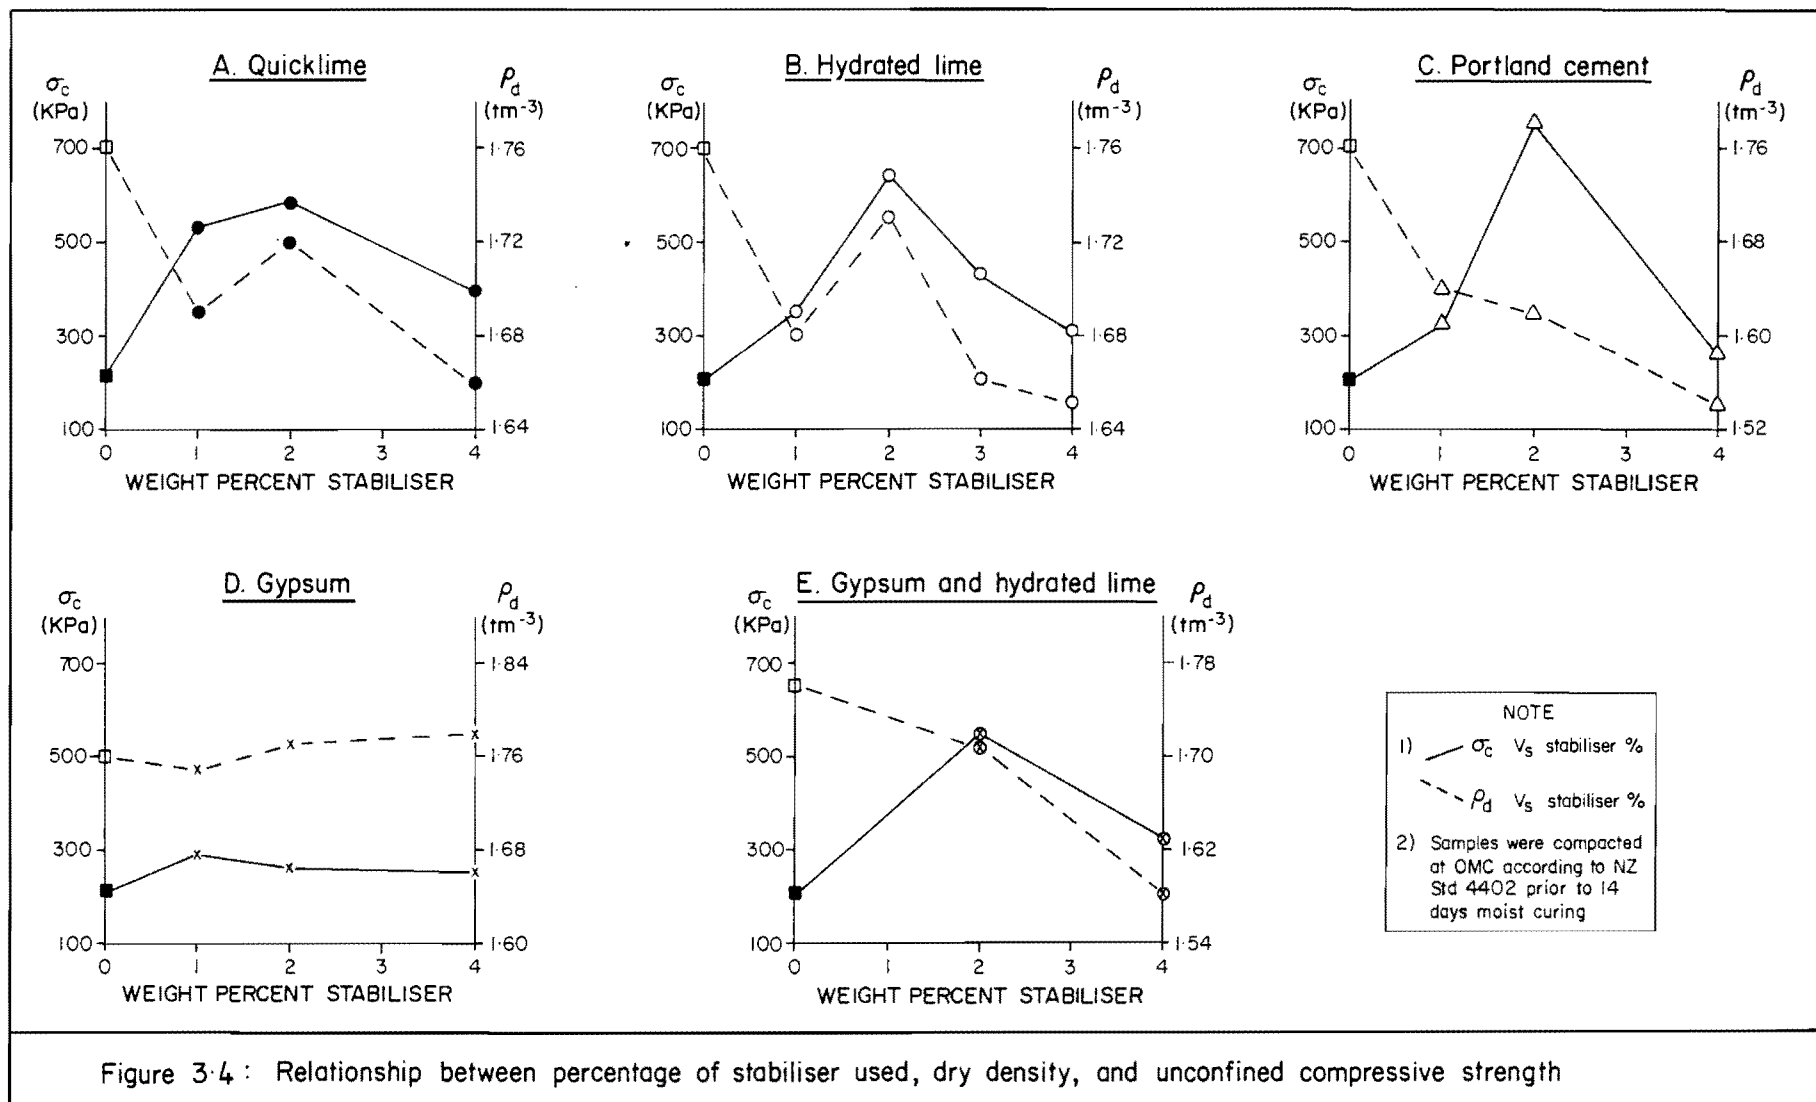 A. Quicklime
σc
(KPa)
ρd
(tm⁻³)
700
500
300
100
1·76
1·72
1·68
1·64
0 1 2 3 4
WEIGHT PERCENT STABILISER
B. Hydrated lime
σc
(KPa)
ρd
(tm⁻³)
700
500
300
100
1·76
1·72
1·68
1·64
0 1 2 3 4
WEIGHT PERCENT STABILISER
C. Portland cement
σc
(KPa)
ρd
(tm⁻³)
700
500
300
100
1·76
1·68
1·60
1·52
0 1 2 3 4
WEIGHT PERCENT STABILISER
D. Gypsum
σc
(KPa)
ρd
(tm⁻³)
700
500
300
100
1·84
1·76
1·68
1·60
0 1 2 3 4
WEIGHT PERCENT STABILISER
E. Gypsum and hydrated lime
σc
(KPa)
ρd
(tm⁻³)
700
500
300
100
1·78
1·70
1·62
1·54
0 1 2 3 4
WEIGHT PERCENT STABILISER
NOTE
1) σc Vs stabiliser %
ρd Vs stabiliser %
2) Samples were compacted
at OMC according to NZ
Std 4402 prior to 14
days moist curing
Figure 3·4: Relationship between percentage of stabiliser used, dry density, and unconfined compressive strength